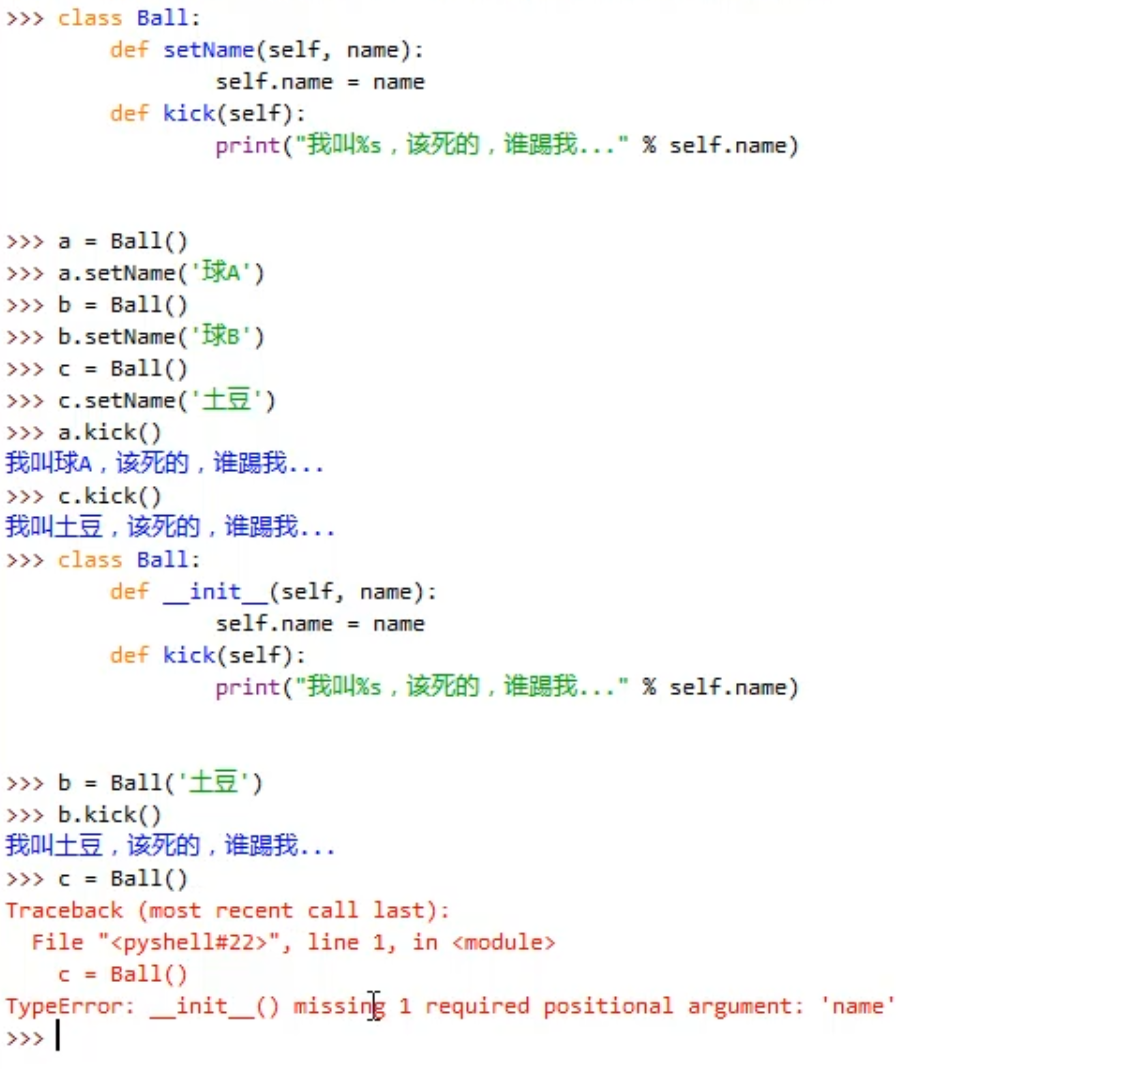 >>> class Ball:
        def setName(self, name):
                self.name = name
        def kick(self):
                print("我叫%s，该死的，谁踢我..." % self.name)
>>> a = Ball()
>>> a.setName('球A')
>>> b = Ball()
>>> b.setName('球B')
>>> c = Ball()
>>> c.setName('土豆')
>>> a.kick()
我叫球A，该死的，谁踢我...
>>> c.kick()
我叫土豆，该死的，谁踢我...
>>> class Ball:
        def __init__(self, name):
                self.name = name
        def kick(self):
                print("我叫%s，该死的，谁踢我..." % self.name)
>>> b = Ball('土豆')
>>> b.kick()
我叫土豆，该死的，谁踢我...
>>> c = Ball()
Traceback (most recent call last):
  File "<pyshell#22>", line 1, in <module>
    c = Ball()
TypeError: __init__() missing 1 required positional argument: 'name'
>>>